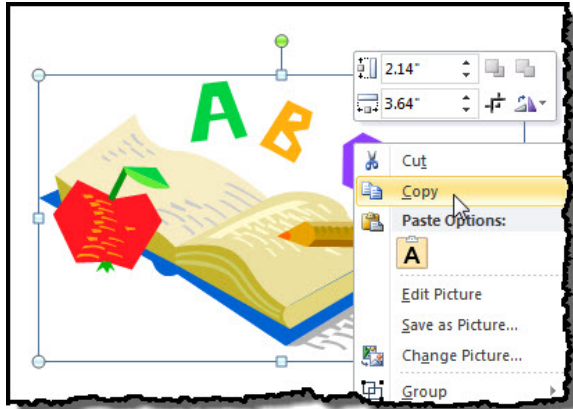 A
B
2.14"
3.64"
Cut
Copy
Paste Options:
A
Edit Picture
Save as Picture...
Change Picture...
Group